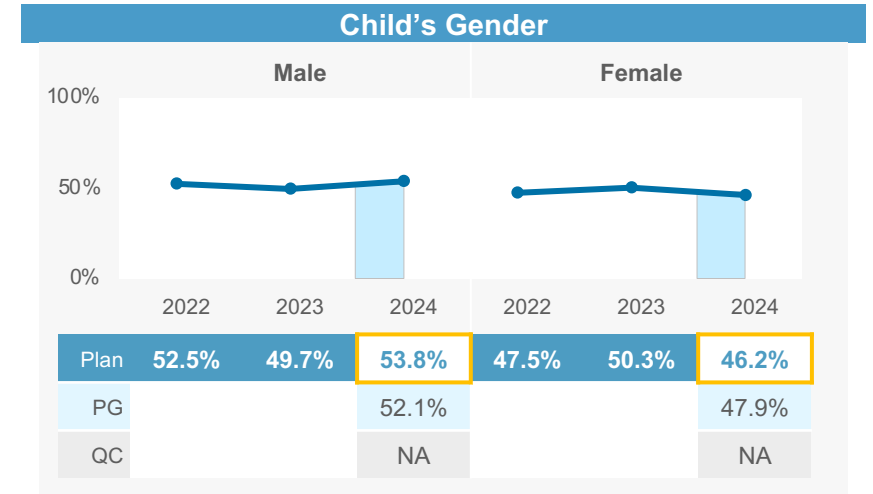 Child’s Gender
Male Female
100%
50%
0%
2022 2023 2024 2022 2023 2024
Plan 52.5% 49.7% 53.8% 47.5% 50.3% 46.2%
PG 52.1% 47.9%
QC NA NA